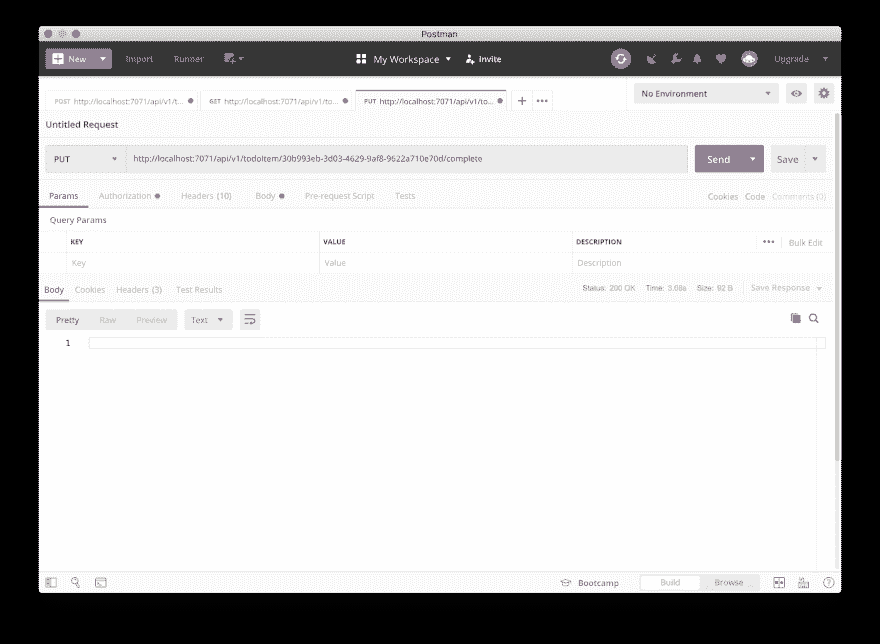 Postman
New Import Runner My Workspace Invite Upgrade
POST http://localhost:7071/api/v1/t... GET http://localhost:7071/api/v1/to... PUT http://localhost:7071/api/v1/to... + ••• No Environment
Untitled Request
PUT http://localhost:7071/api/v1/todoItem/30b993eb-3d03-4629-9af8-9622a710e70d/complete Send Save
Params Authorization Headers (10) Body Pre-request Script Tests Cookies Code Comments (0)
Query Params
KEY VALUE DESCRIPTION ••• Bulk Edit
Key Value Description
Body Cookies Headers (3) Test Results Status: 200 OK Time: 3.68s Size: 92 B Save Response
Pretty Raw Preview Text
1
Bootcamp Build Browse